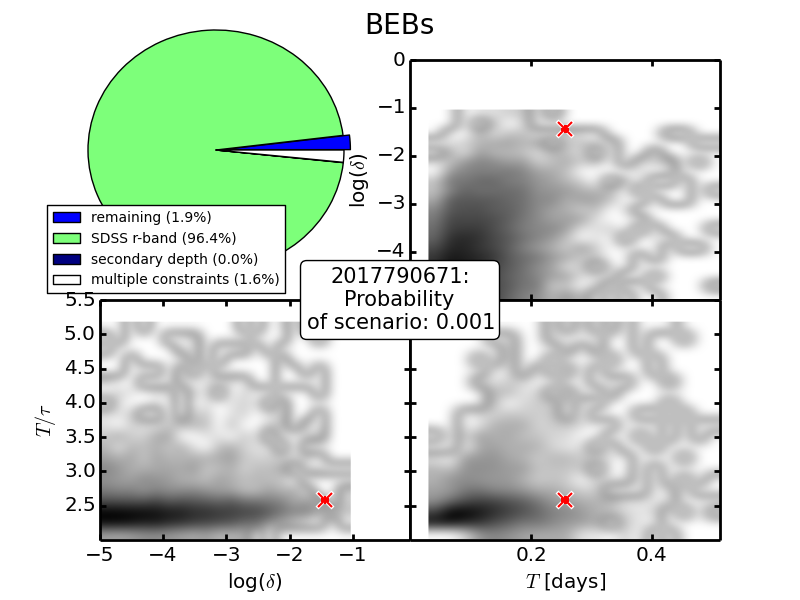 BEBs
remaining (1.9%)
SDSS r-band (96.4%)
secondary depth (0.0%)
multiple constraints (1.6%)
0
−1
−2
−3
−4
log(δ)
2017790671:
Probability
of scenario: 0.001
5.5
5.0
4.5
4.0
3.5
3.0
2.5
T/τ
−5 −4 −3 −2 −1
log(δ)
0.2 0.4
T [days]